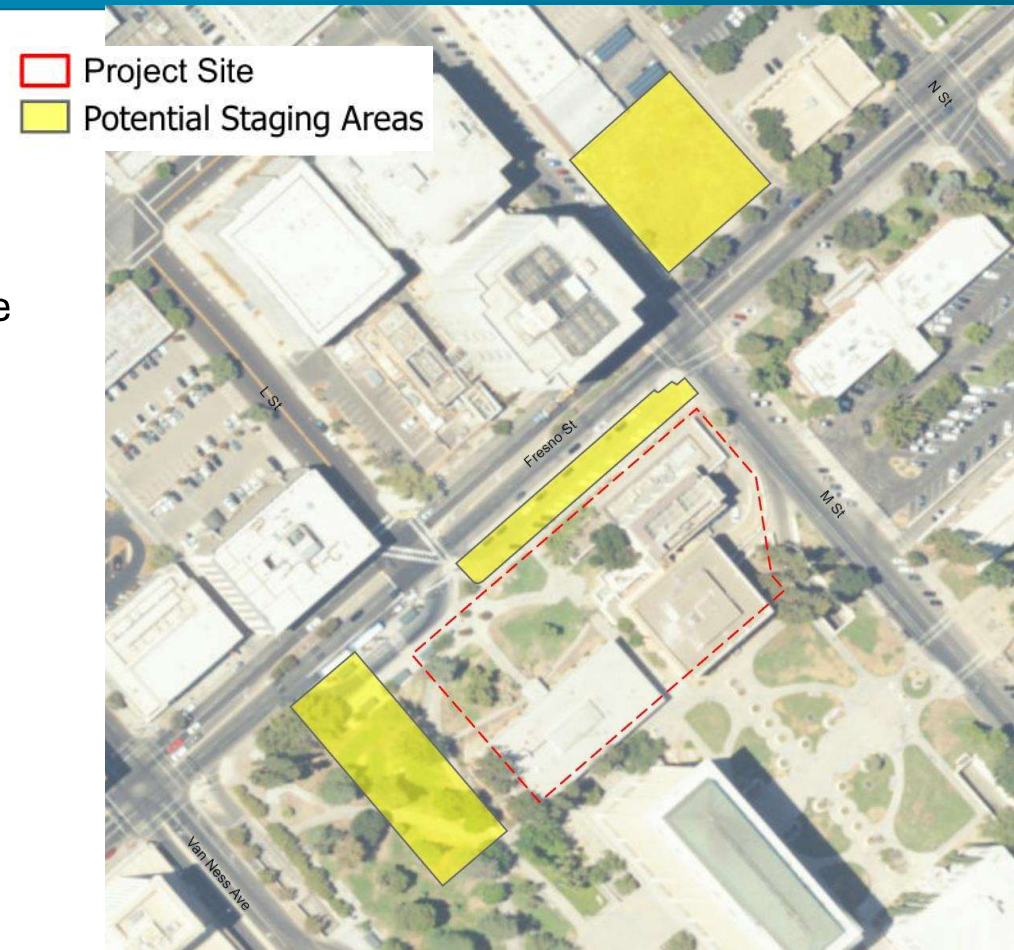 Project Site
Potential Staging Areas
N St
e
L St
Fresno St
M St
Van Ness Ave